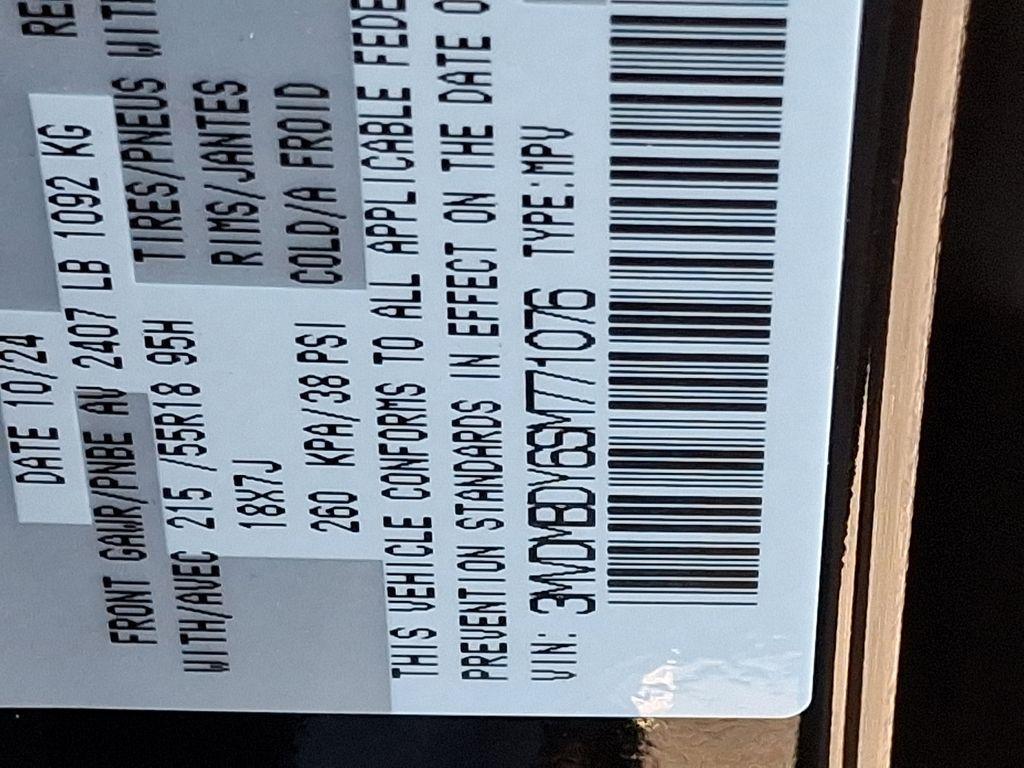 DATE 10/24
FRONT GAWR/PNBE AV 2407 LB 1092 KG
WITH/AVEC 215 /55R18 95H TIRES/PNEUS
18X7J RIMS/JANTES
260 KPA/38 PSI COLD/A FROID
THIS VEHICLE CONFORMS TO ALL APPLICABLE FEDE
PREVENTION STANDARDS IN EFFECT ON THE DATE O
VIN: 3MVDMBDY6SM771076 TYPE:MPV